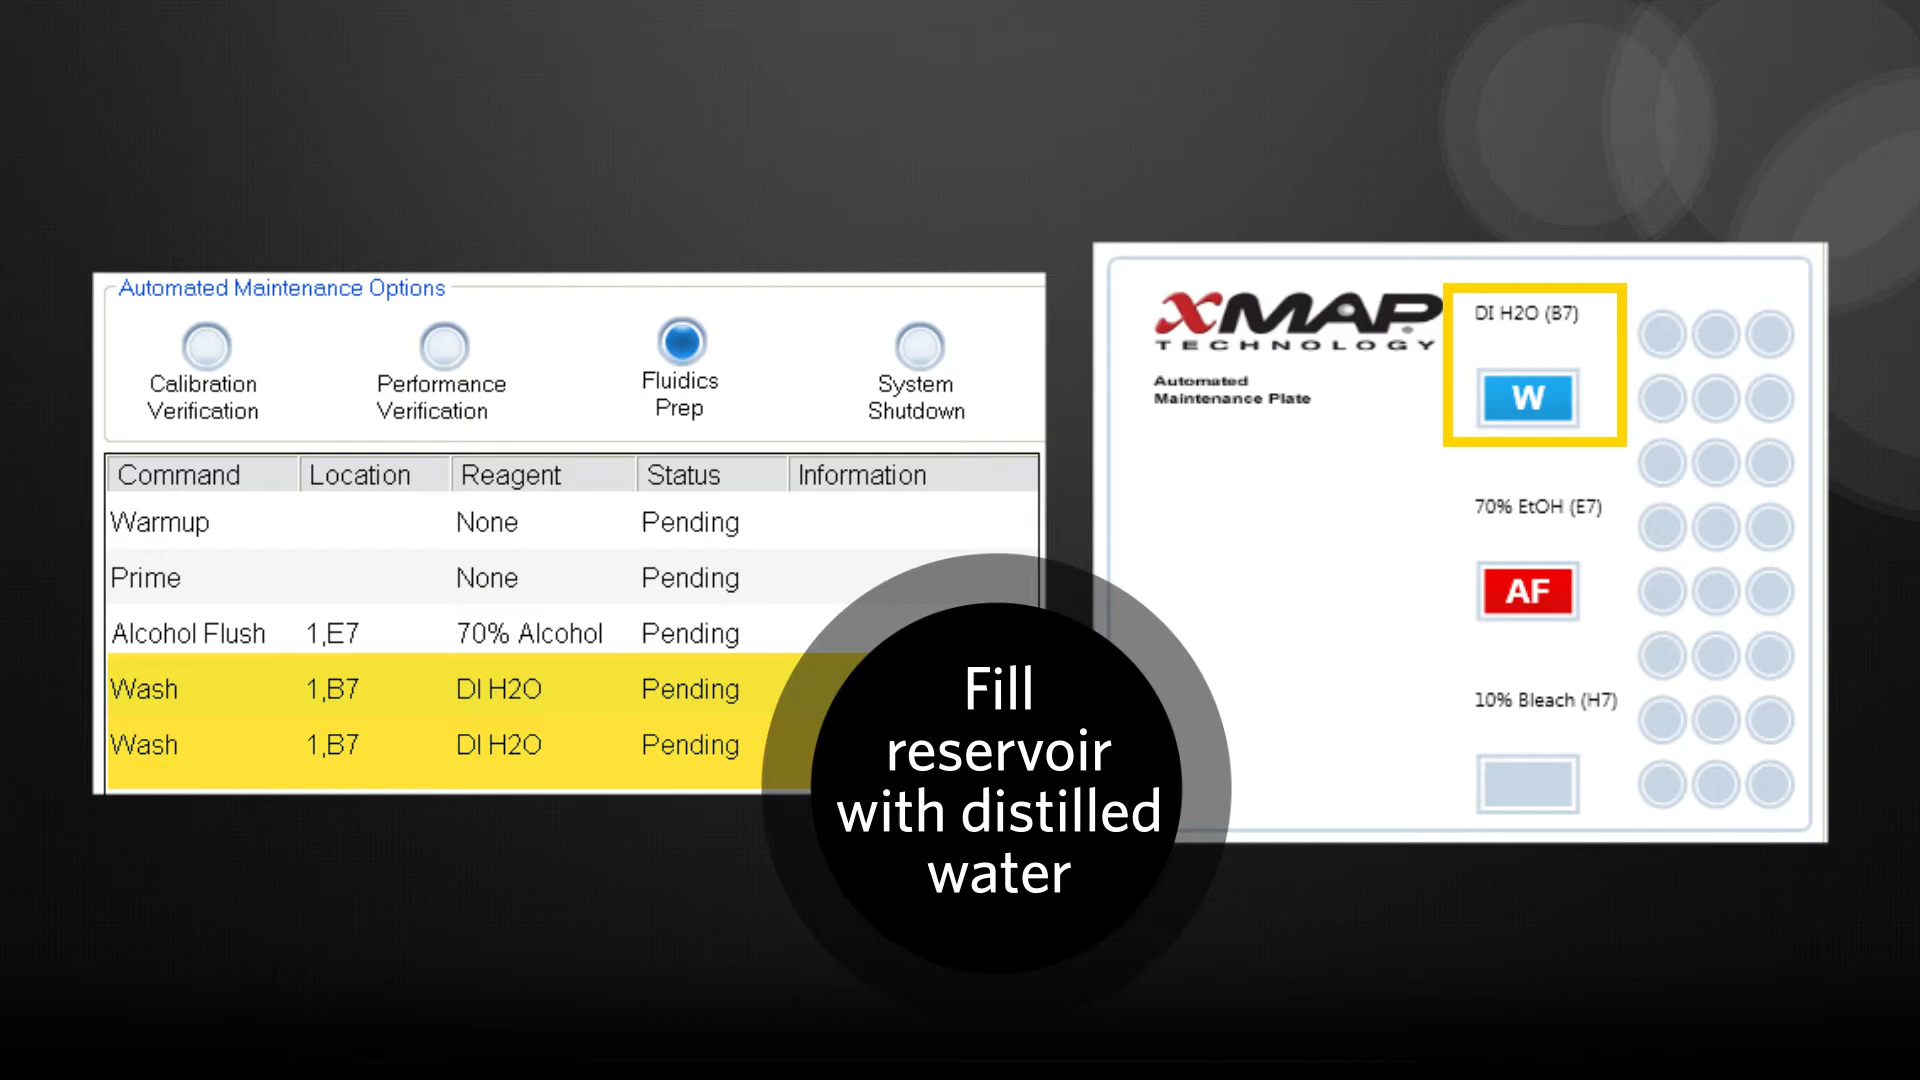 Automated Maintenance Options
Calibration
Verification
Performance
Verification
Fluidics
Prep
System
Shutdown
Command Location Reagent Status Information
Warmup None Pending
Prime None Pending
Alcohol Flush 1,E7 70% Alcohol Pending
Wash 1,B7 DI H2O Pending
Wash 1,B7 DI H2O Pending
Fill
reservoir
with distilled
water
xMAP
TECHNOLOGY
Automated
Maintenance Plate
DI H2O (B7)
W
70% EtOH (E7)
AF
10% Bleach (H7)